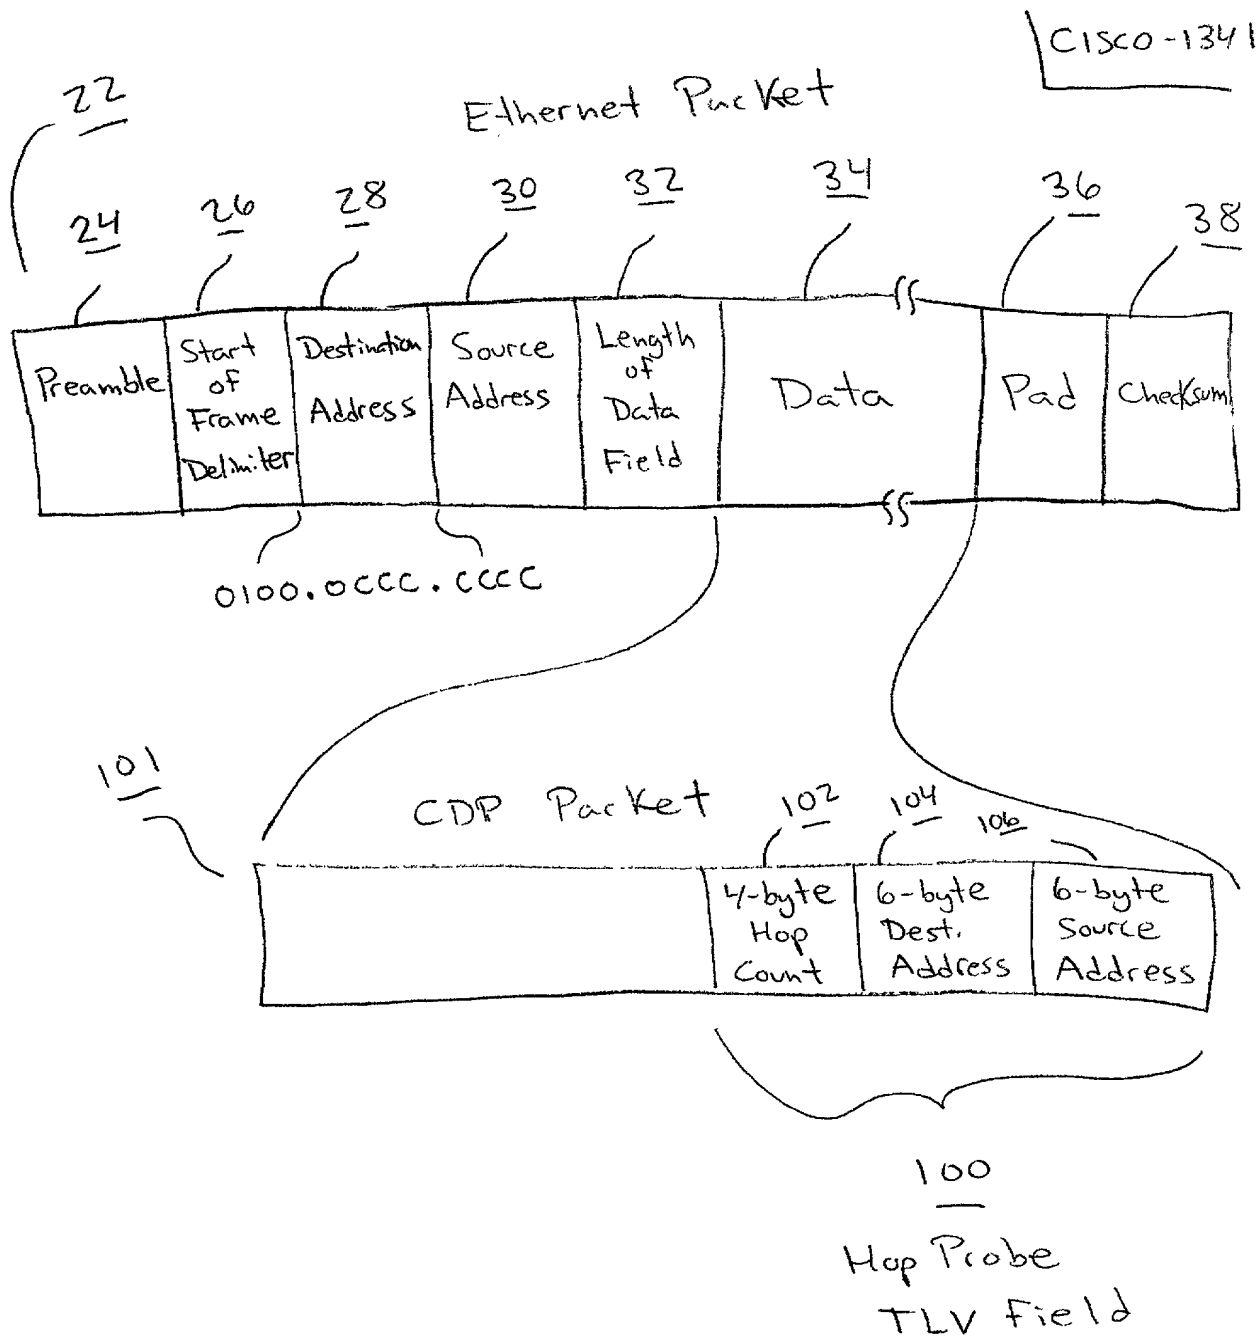 CISCO-1341
22
Ethernet Packet
24
26
28
30
32
34
36
38
Preamble
Start
of
Frame
Delimiter
Destination
Address
Source
Address
Length
of
Data
Field
Data
Pad
Checksum
0100.0CCC.CCCC
101
CDP Packet
102
104
106
4-byte
Hop
Count
6-byte
Dest.
Address
6-byte
Source
Address
100
Hop Probe
TLV Field